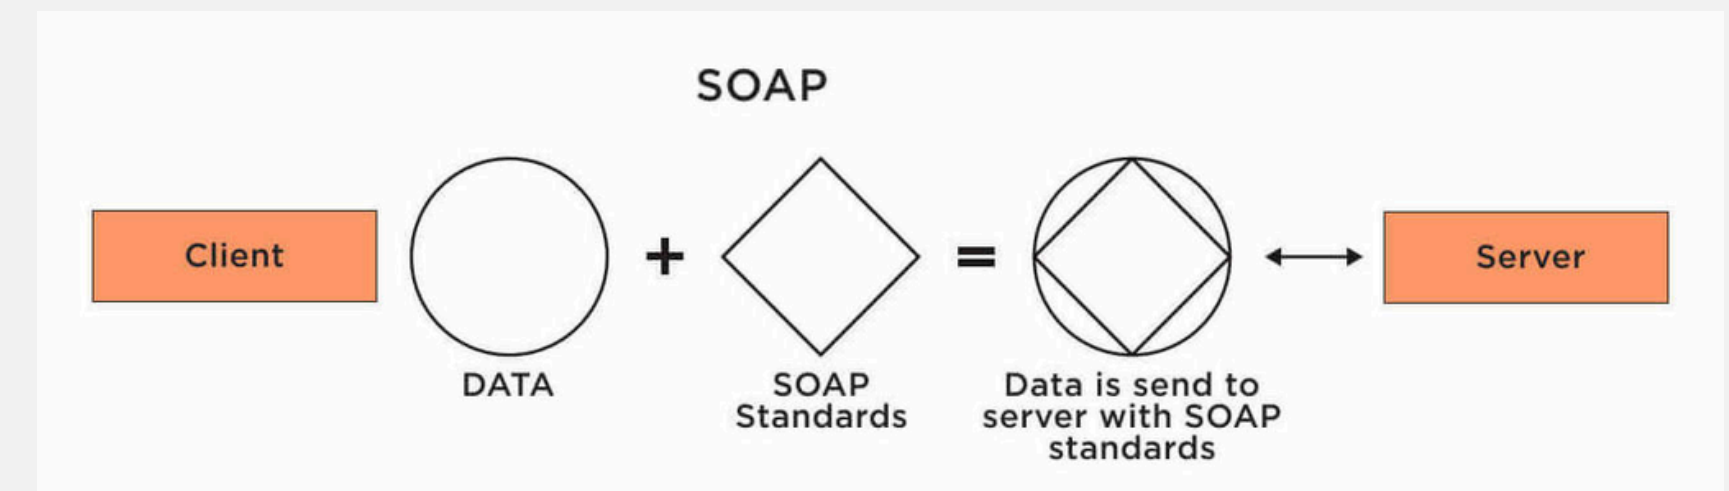 SOAP
Client
+
=
Server
DATA
SOAP
Standards
Data is send to
server with SOAP
standards